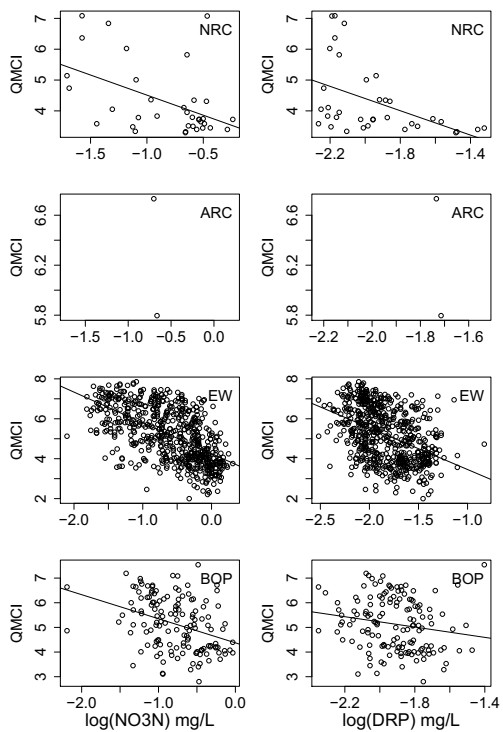 QMCI 7 6 5 4 NRC −1.5 −1.0 −0.5
QMCI 7 6 5 4 NRC −2.2 −1.8 −1.4
QMCI 6.6 6.2 5.8 ARC −1.5 −1.0 −0.5 0.0
QMCI 6.6 6.2 5.8 ARC −2.2 −2.0 −1.8 −1.6
QMCI 8 6 4 2 EW −2.0 −1.0 0.0
QMCI 8 6 4 2 EW −2.5 −2.0 −1.5 −1.0
QMCI 7 6 5 4 3 BOP −2.0 −1.5 −1.0 −0.5 0.0
log(NO3N) mg/L
QMCI 7 6 5 4 3 BOP −2.2 −1.8 −1.4
log(DRP) mg/L